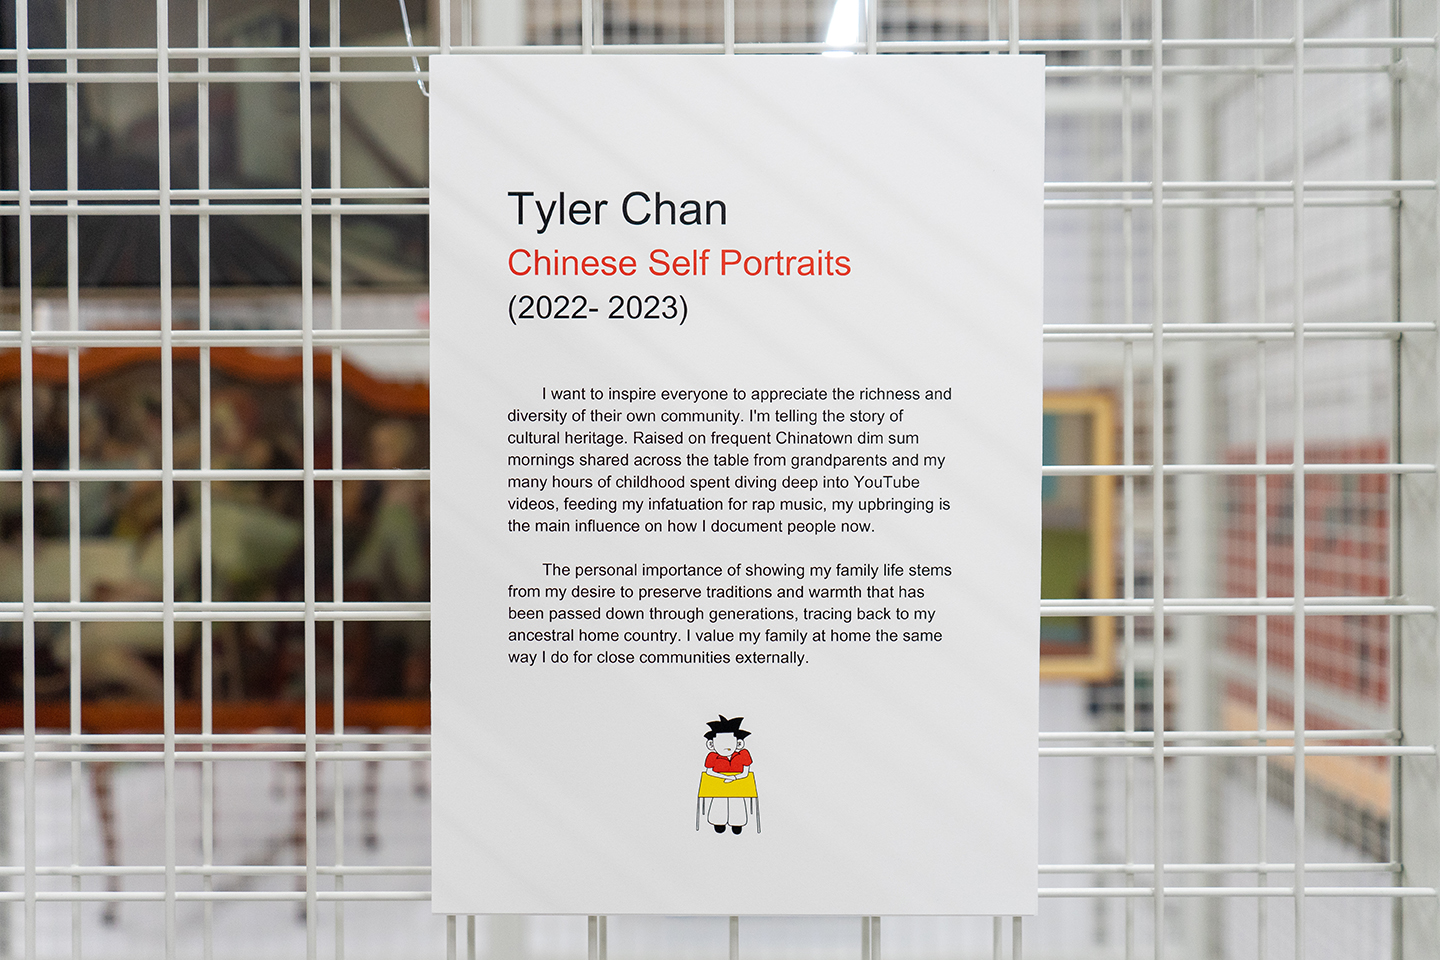 Tyler Chan
Chinese Self Portraits
(2022- 2023)
I want to inspire everyone to appreciate the richness and
diversity of their own community. I'm telling the story of
cultural heritage. Raised on frequent Chinatown dim sum
mornings shared across the table from grandparents and my
many hours of childhood spent diving deep into YouTube
videos, feeding my infatuation for rap music, my upbringing is
the main influence on how I document people now.
The personal importance of showing my family life stems
from my desire to preserve traditions and warmth that has
been passed down through generations, tracing back to my
ancestral home country. I value my family at home the same
way I do for close communities externally.